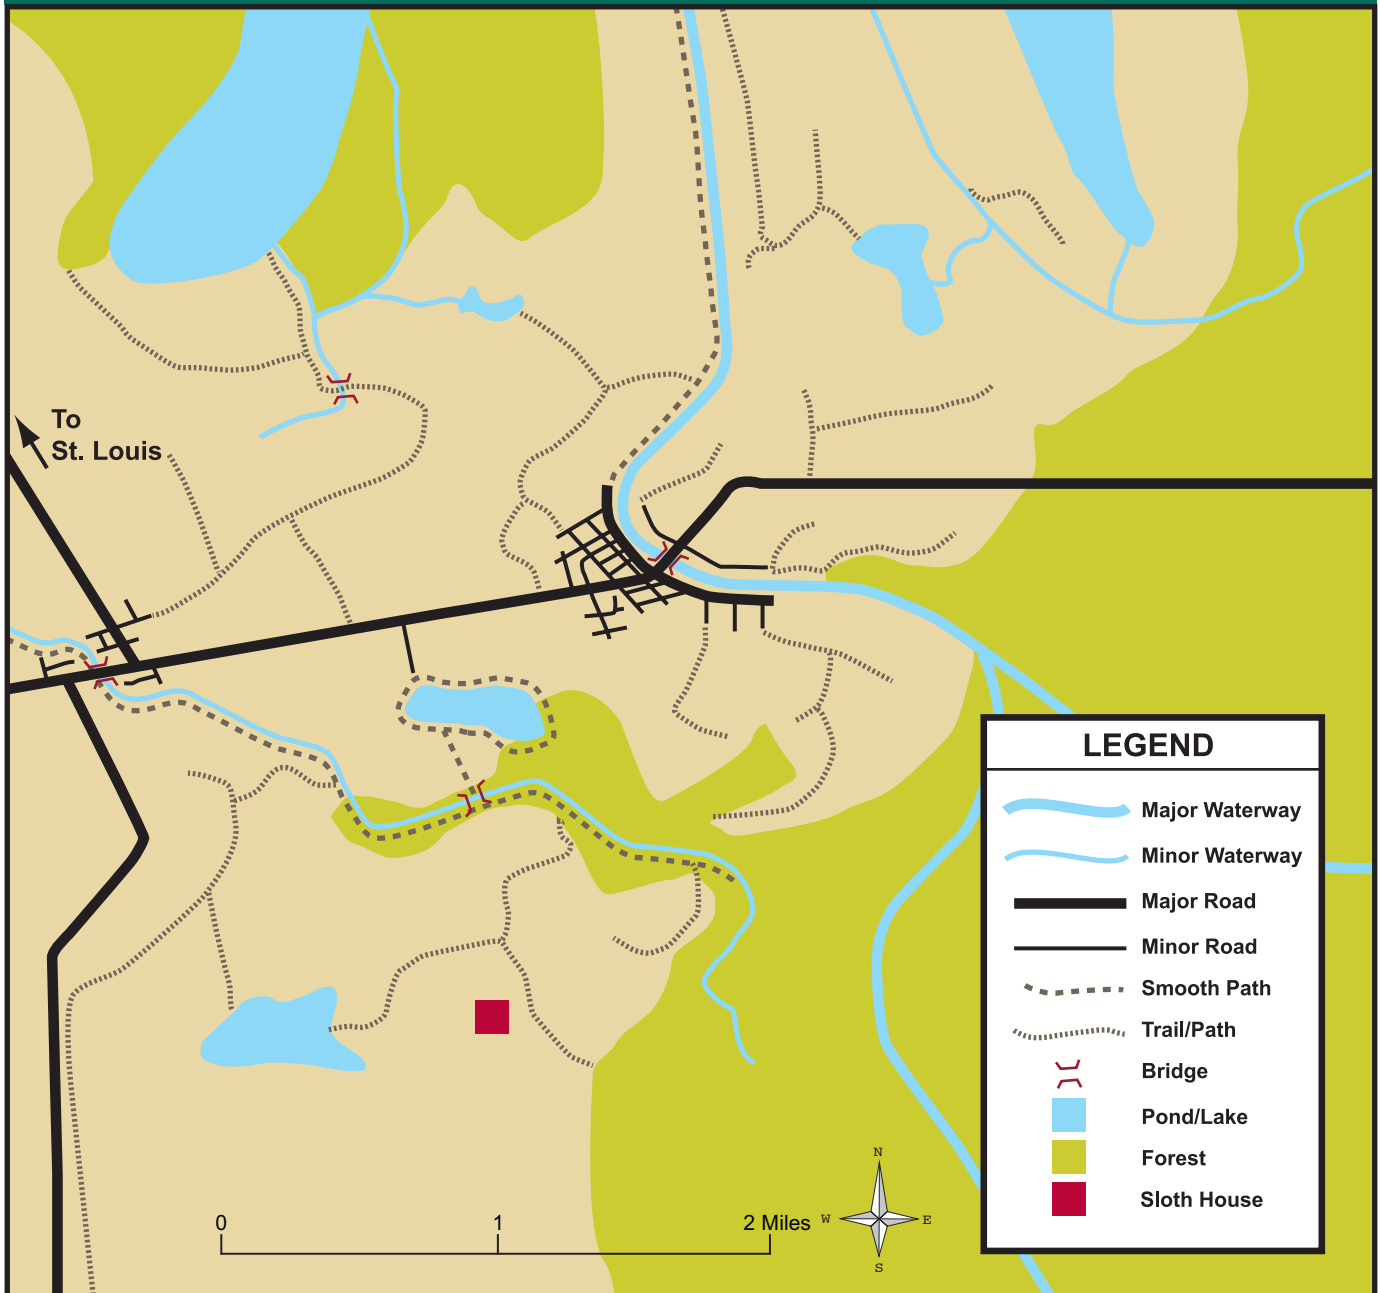 To
St. Louis
LEGEND
Major Waterway
Minor Waterway
Major Road
Minor Road
Smooth Path
Trail/Path
Bridge
Pond/Lake
Forest
Sloth House
N
W E
S
0 1 2 Miles